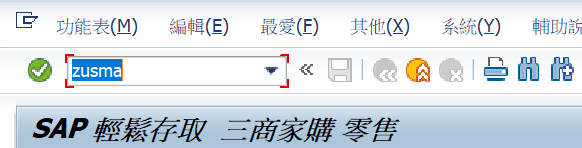 功能表(M) 編輯(E) 最愛(F) 其他(X) 系統(Y) 輔助說
zusma
SAP 輕鬆存取 三商家購 零售